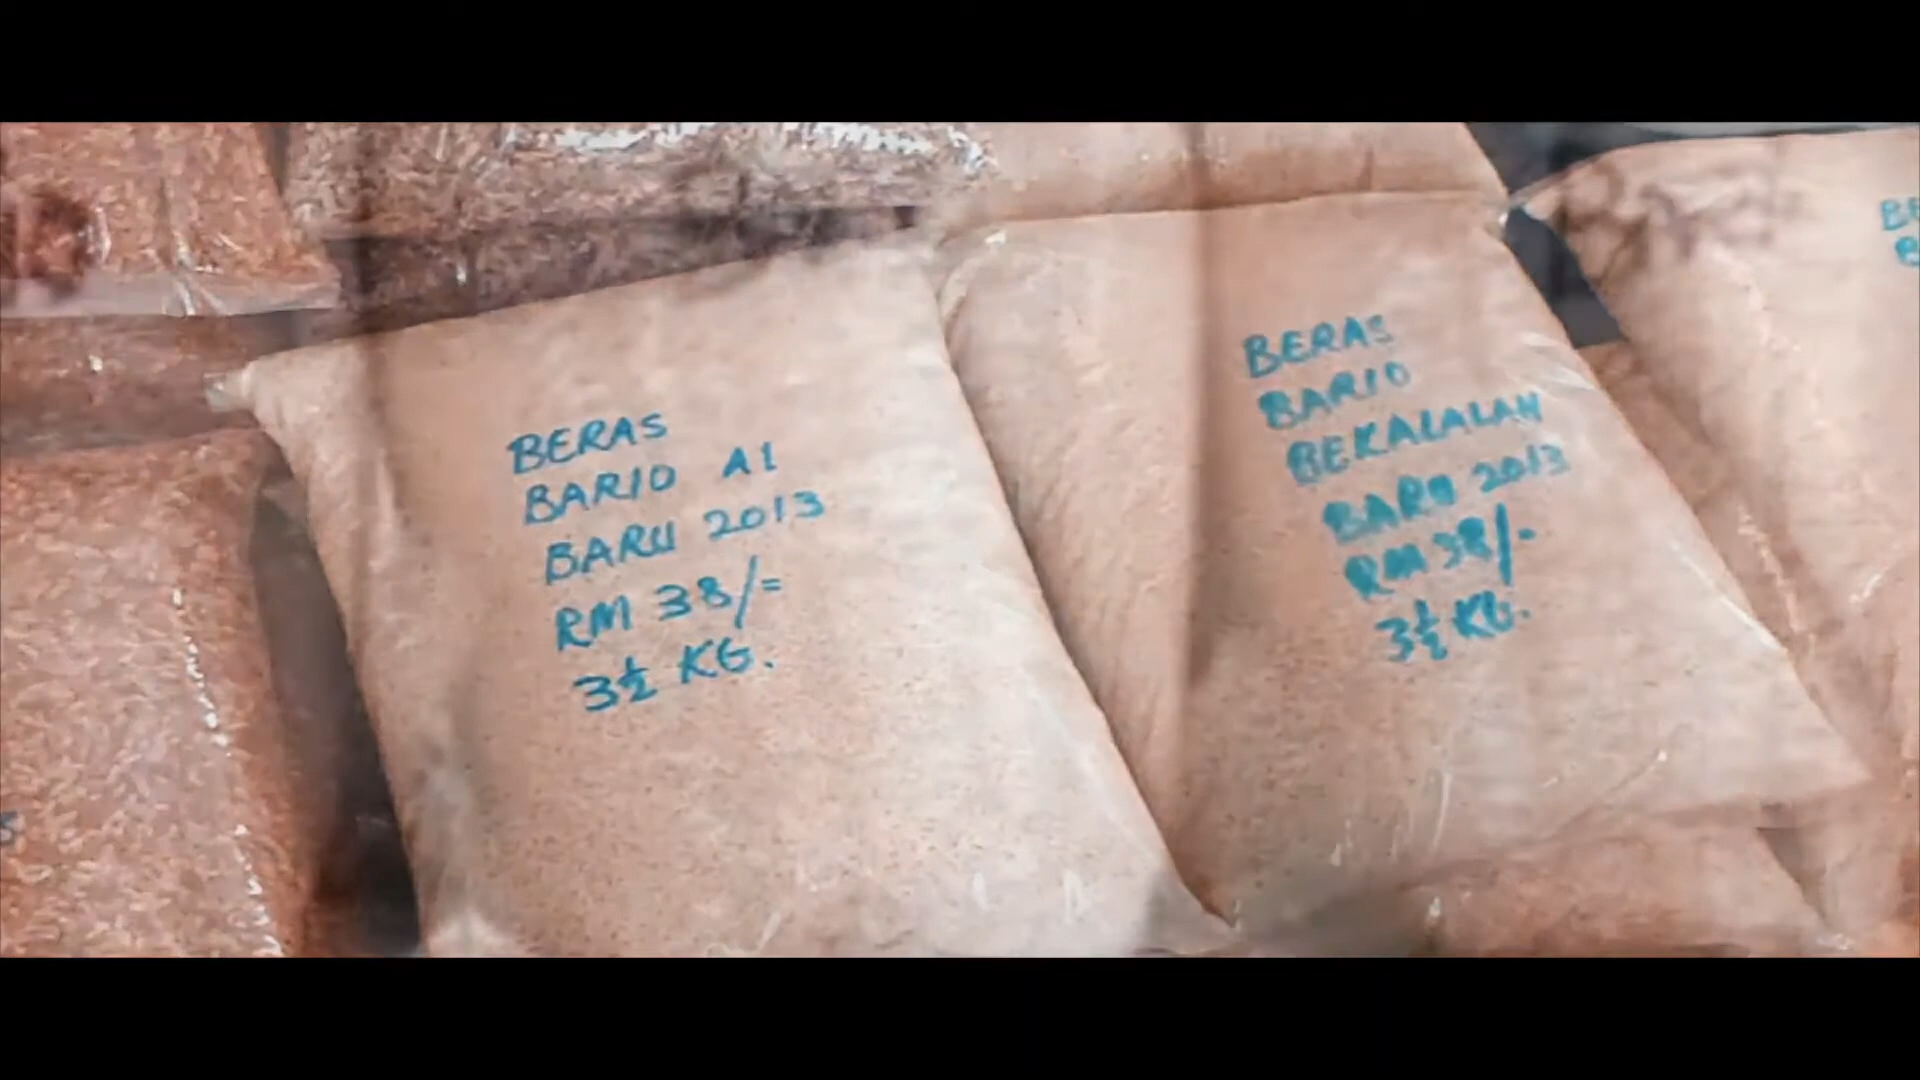 BERAS
BARIO A1
BARU 2013
RM 38/=
3½ KG.
BERAS
BARIO
BEKALALAN
BARU 2013
RM 38/-
3½ KG.